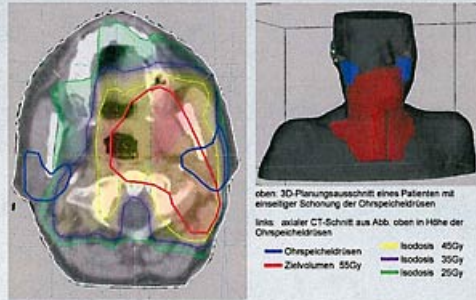 oben: 3D-Planungsausschnitt eines Patienten mit
einseitiger Schonung der Ohrspeicheldrüsen
links: axialer CT-Schnitt aus Abb. oben in Höhe der
Ohrspeicheldrüsen
Ohrspeicheldrüsen
Zielvolumen 55Gy
Isodosis 45Gy
Isodosis 35Gy
Isodosis 25Gy